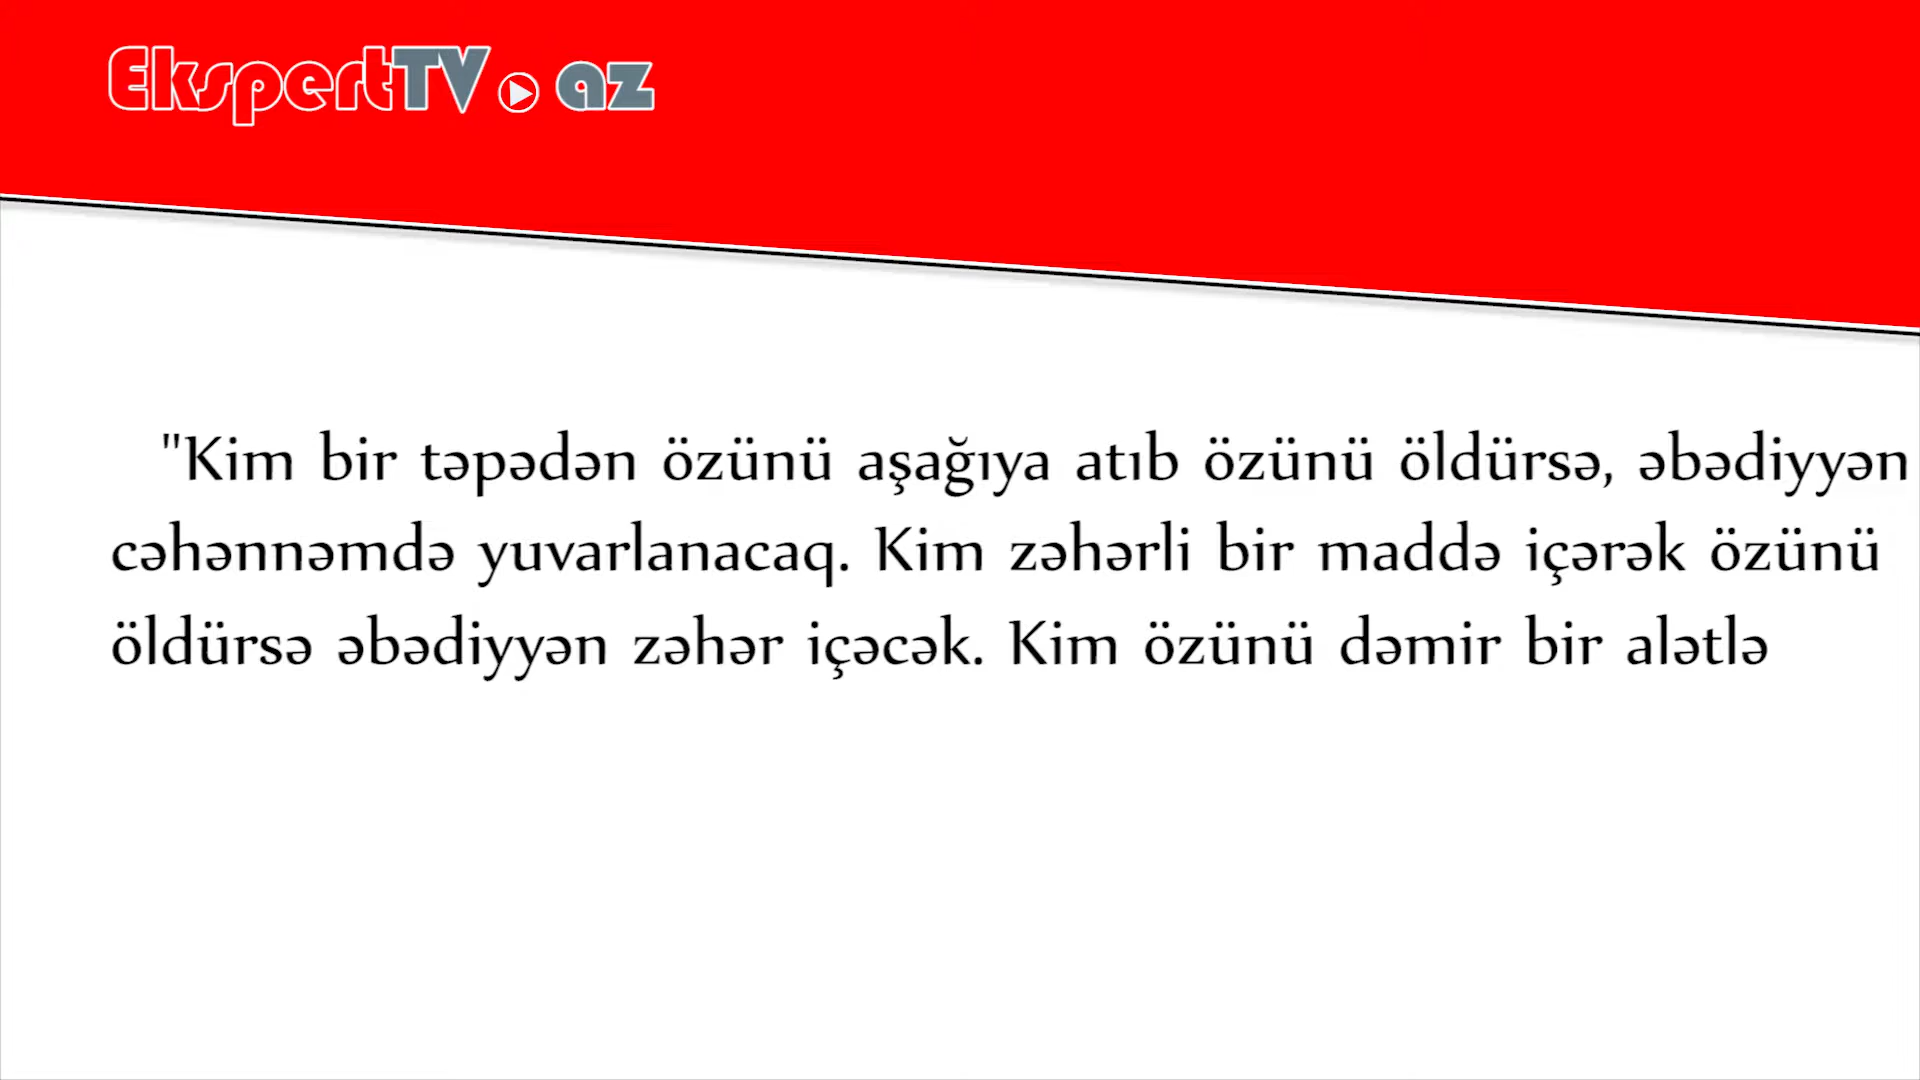 EkspertTV az
"Kim bir təpədən özünü aşağıya atıb özünü öldürsə, əbədiyyən
cəhənnəmdə yuvarlanacaq. Kim zəhərli bir maddə içərək özünü
öldürsə əbədiyyən zəhər içəcək. Kim özünü dəmir bir alətlə